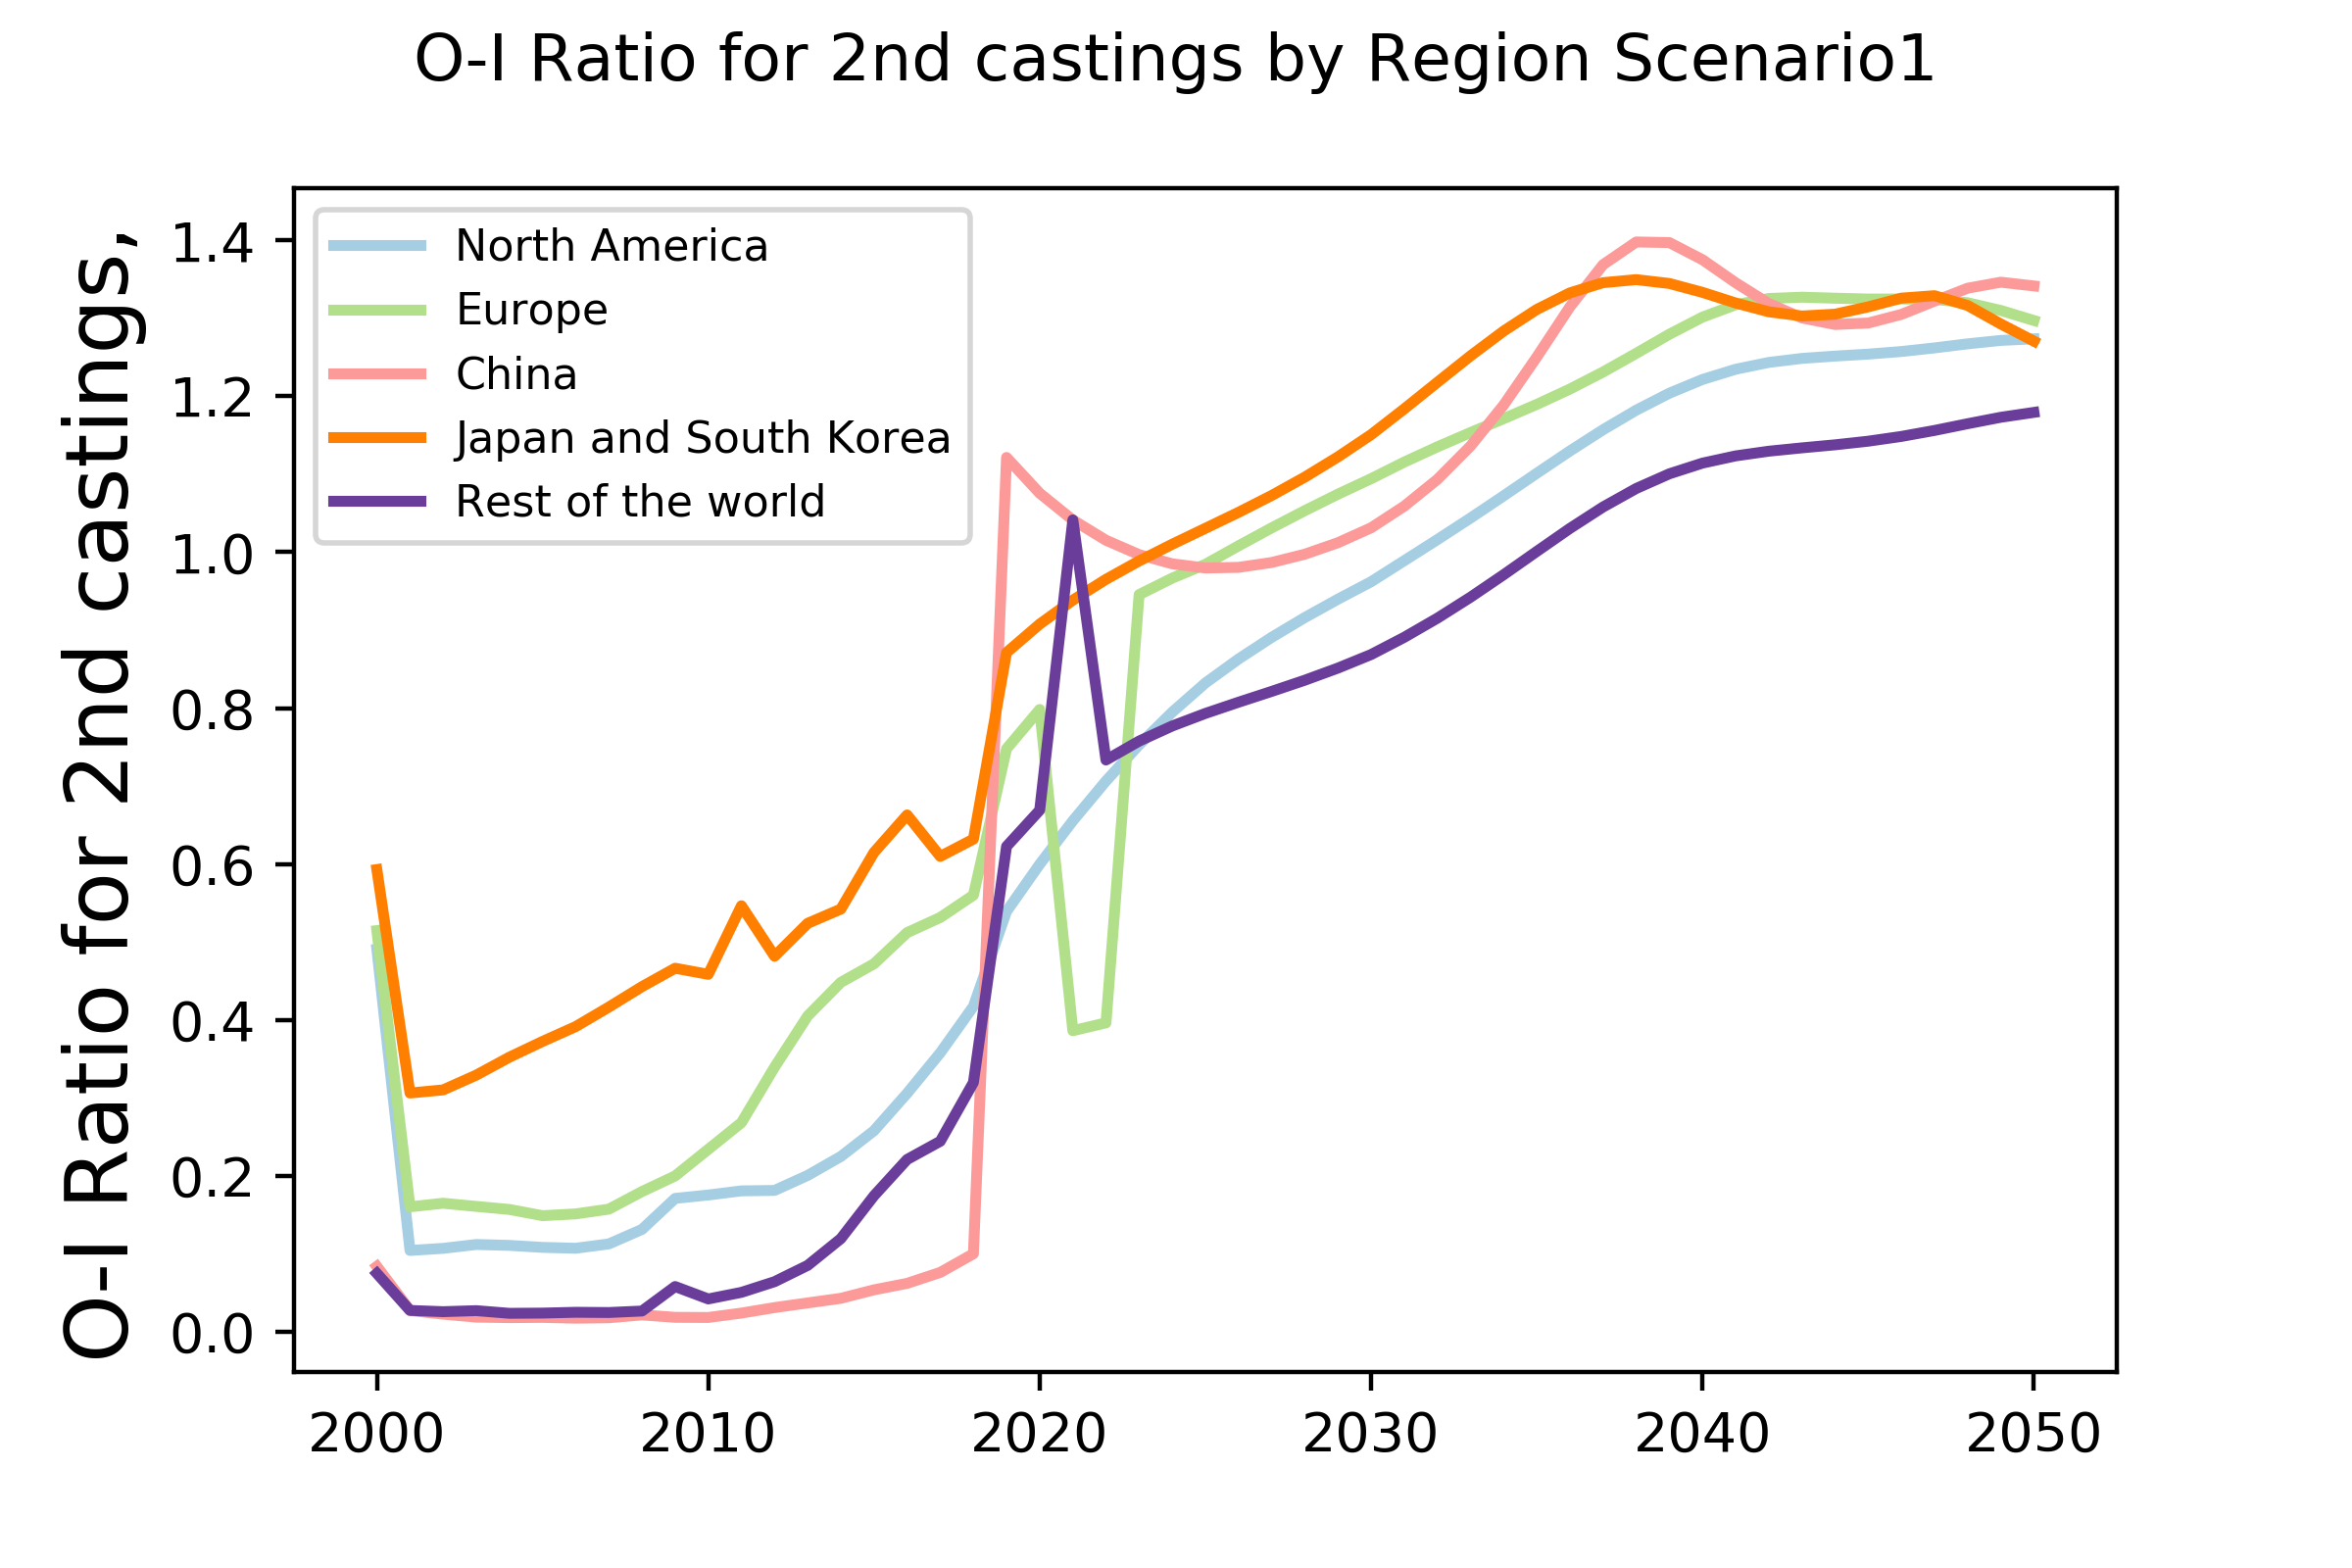 O-I Ratio for 2nd castings by Region Scenario1
O-I Ratio for 2nd castings,
1.4
1.2
1.0
0.8
0.6
0.4
0.2
0.0
North America
Europe
China
Japan and South Korea
Rest of the world
2000 2010 2020 2030 2040 2050